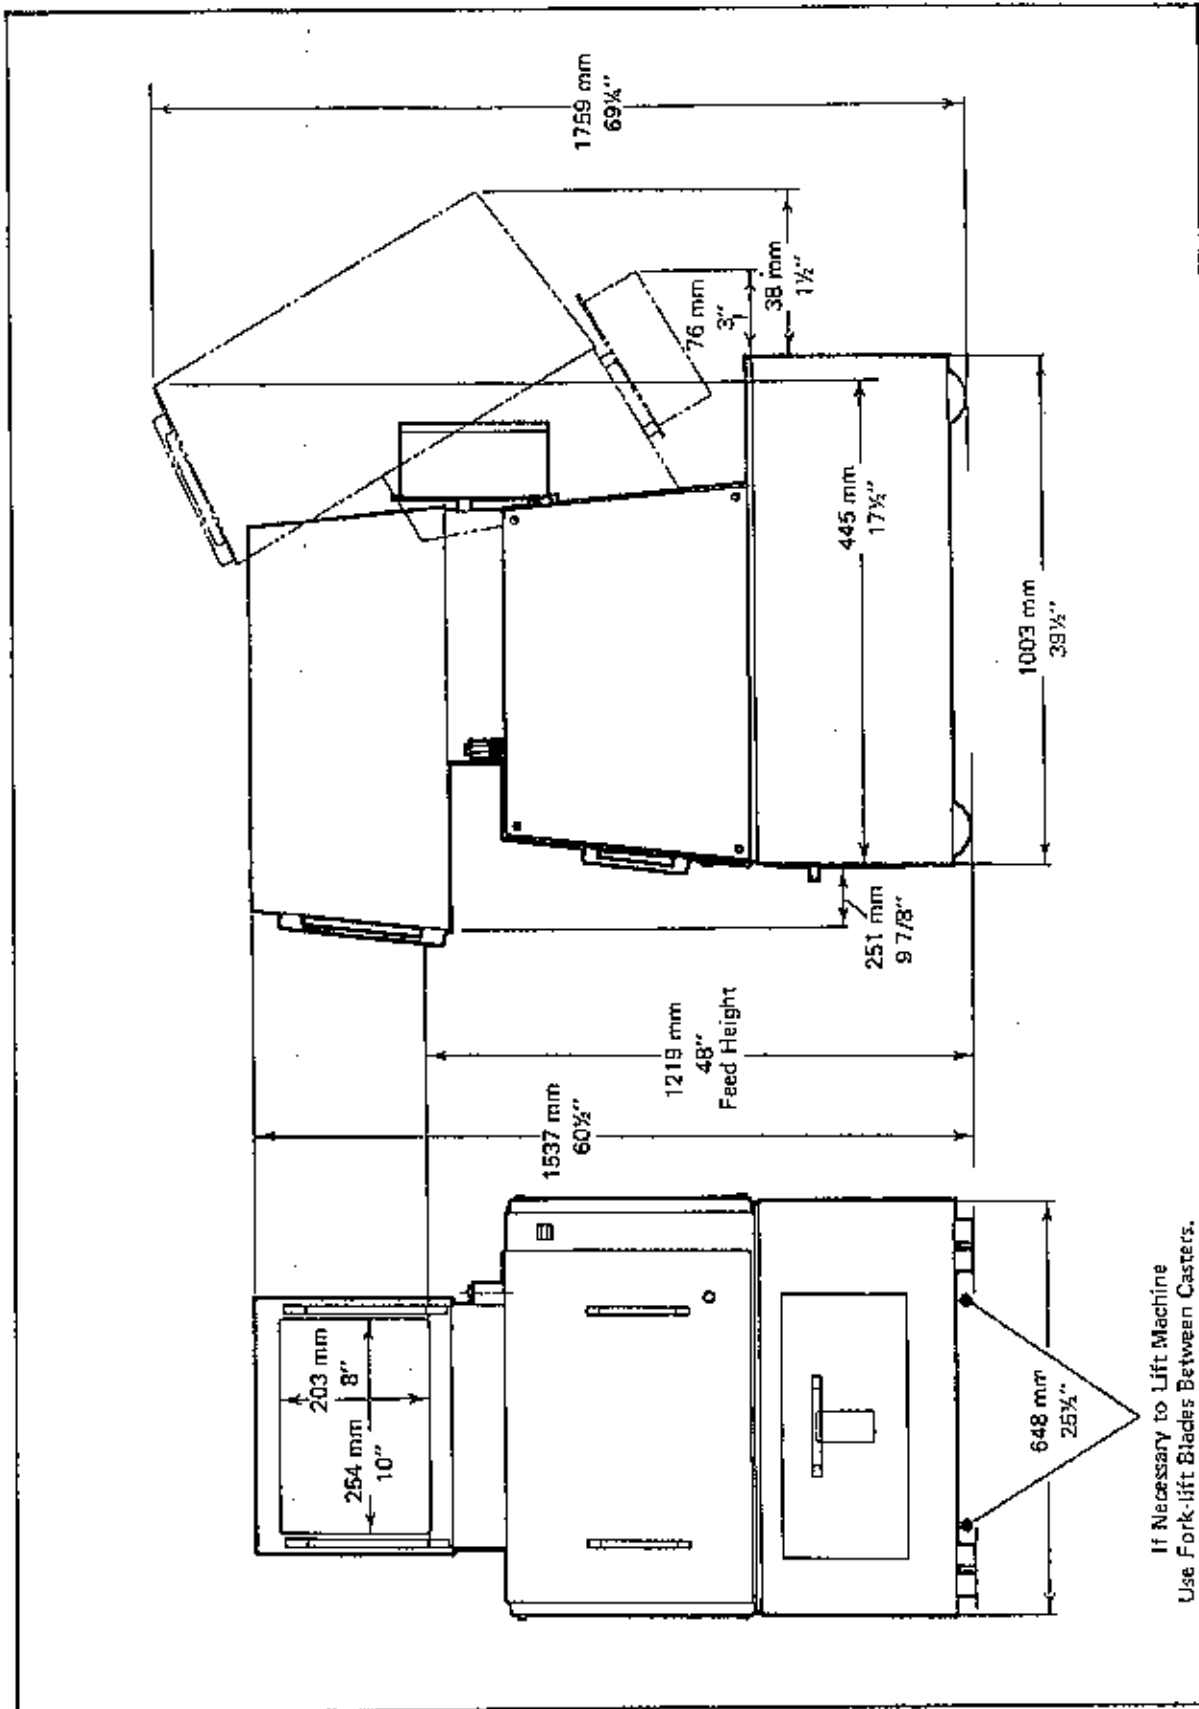 1759 mm
69¼"
38 mm
1½"
76 mm
3"
445 mm
17½"
1003 mm
39½"
251 mm
9 7/8"
1219 mm
48"
Feed Height
1537 mm
60½"
203 mm
8"
254 mm
10"
648 mm
25½"
If Necessary to Lift Machine
Use Fork-lift Blades Between Casters.